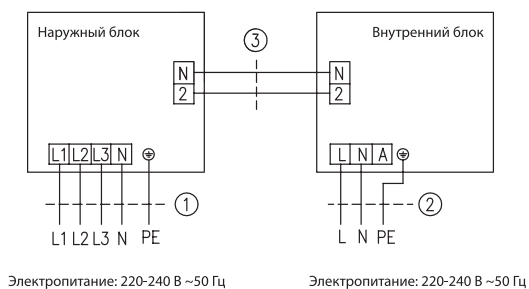 Наружный блок
Внутренний блок
3
N
2
N
2
L1 L2 L3 N
L N A
1
2
L1 L2 L3 N PE
L N PE
Электропитание: 220-240 В ~50 Гц
Электропитание: 220-240 В ~50 Гц